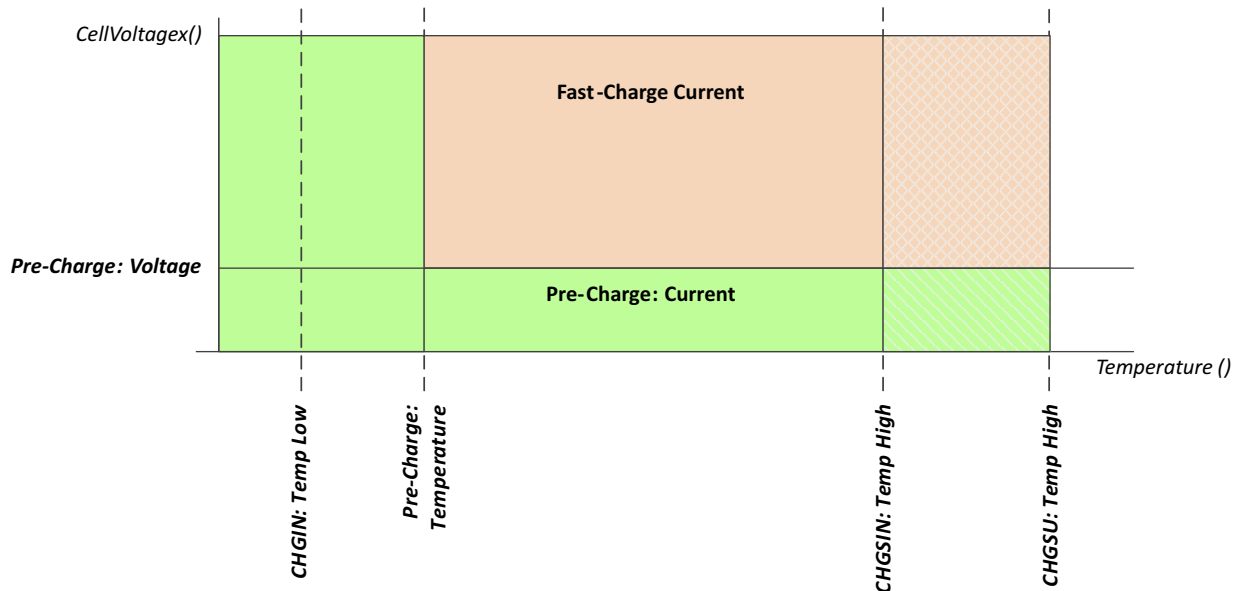 CellVoltagex()
Fast-Charge Current
Pre-Charge: Voltage
Pre-Charge: Current
Temperature ()
CHGIN: Temp Low
Pre-Charge:
Temperature
CHGSIN: Temp High
CHGSU: Temp High